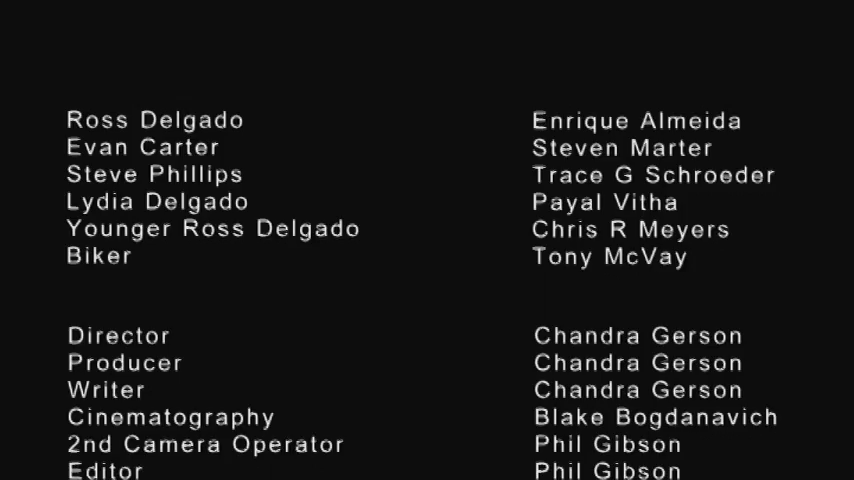 Ross Delgado Enrique Almeida
Evan Carter Steven Marter
Steve Phillips Trace G Schroeder
Lydia Delgado Payal Vitha
Younger Ross Delgado Chris R Meyers
Biker Tony McVay
Director Chandra Gerson
Producer Chandra Gerson
Writer Chandra Gerson
Cinematography Blake Bogdanavich
2nd Camera Operator Phil Gibson
Editor Phil Gibson